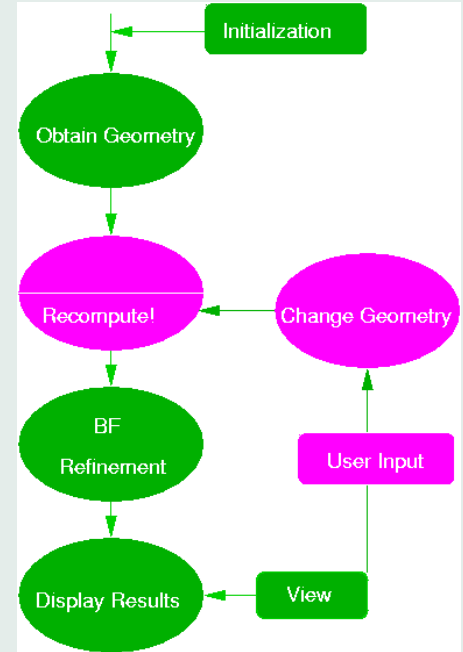 Initialization
Obtain Geometry
Recompute!
Change Geometry
BF
Refinement
User Input
View
Display Results